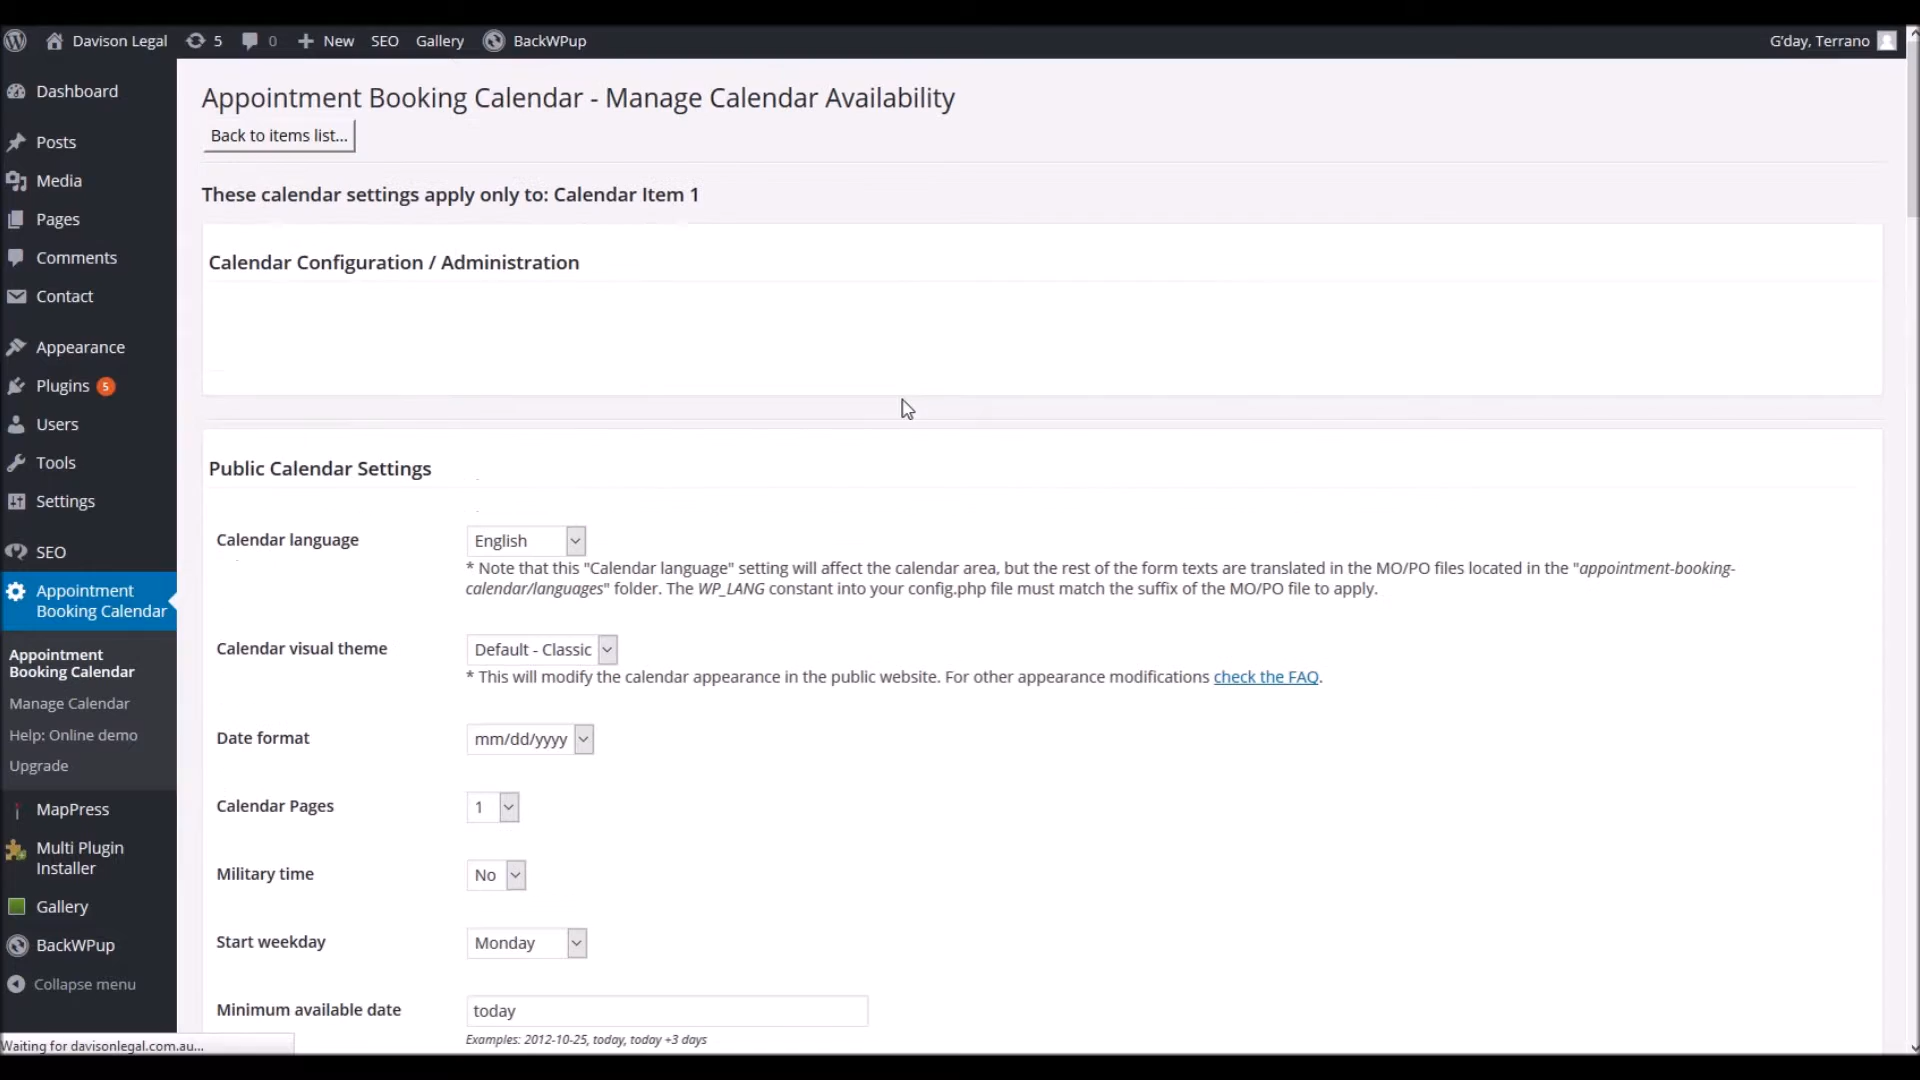 Davison Legal 5 0 New SEO Gallery BackWPup G'day, Terrano
Dashboard
Posts
Media
Pages
Comments
Contact
Appearance
Plugins 5
Users
Tools
Settings
SEO
Appointment
Booking Calendar
Appointment
Booking Calendar
Manage Calendar
Help: Online demo
Upgrade
MapPress
Multi Plugin
Installer
Gallery
BackWPup
Collapse menu
Waiting for davisonlegal.com.au...
Appointment Booking Calendar - Manage Calendar Availability
Back to items list...
These calendar settings apply only to: Calendar Item 1
Calendar Configuration / Administration
Public Calendar Settings
Calendar language English
* Note that this "Calendar language" setting will affect the calendar area, but the rest of the form texts are translated in the MO/PO files located in the "appointment-booking-
calendar/languages" folder. The WP_LANG constant into your config.php file must match the suffix of the MO/PO file to apply.
Calendar visual theme Default - Classic
* This will modify the calendar appearance in the public website. For other appearance modifications check the FAQ.
Date format mm/dd/yyyy
Calendar Pages 1
Military time No
Start weekday Monday
Minimum available date today
Examples: 2012-10-25, today, today +3 days